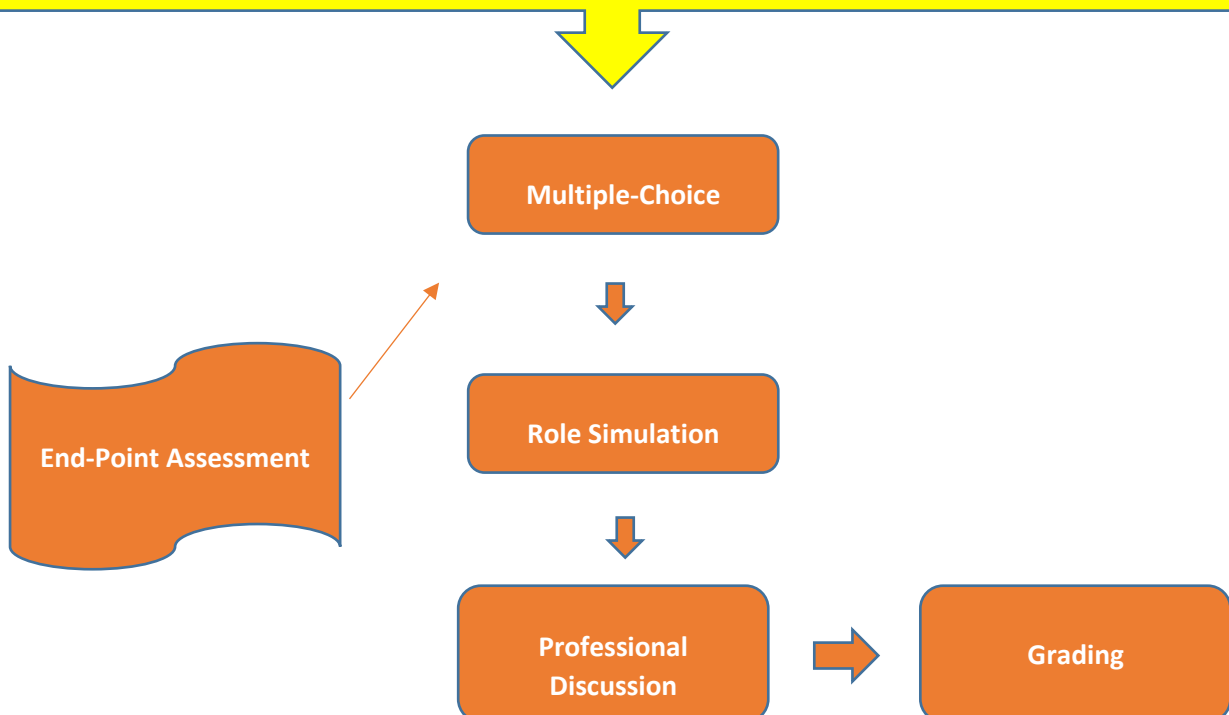 Multiple-Choice
Role Simulation
End-Point Assessment
Professional
Discussion
Grading